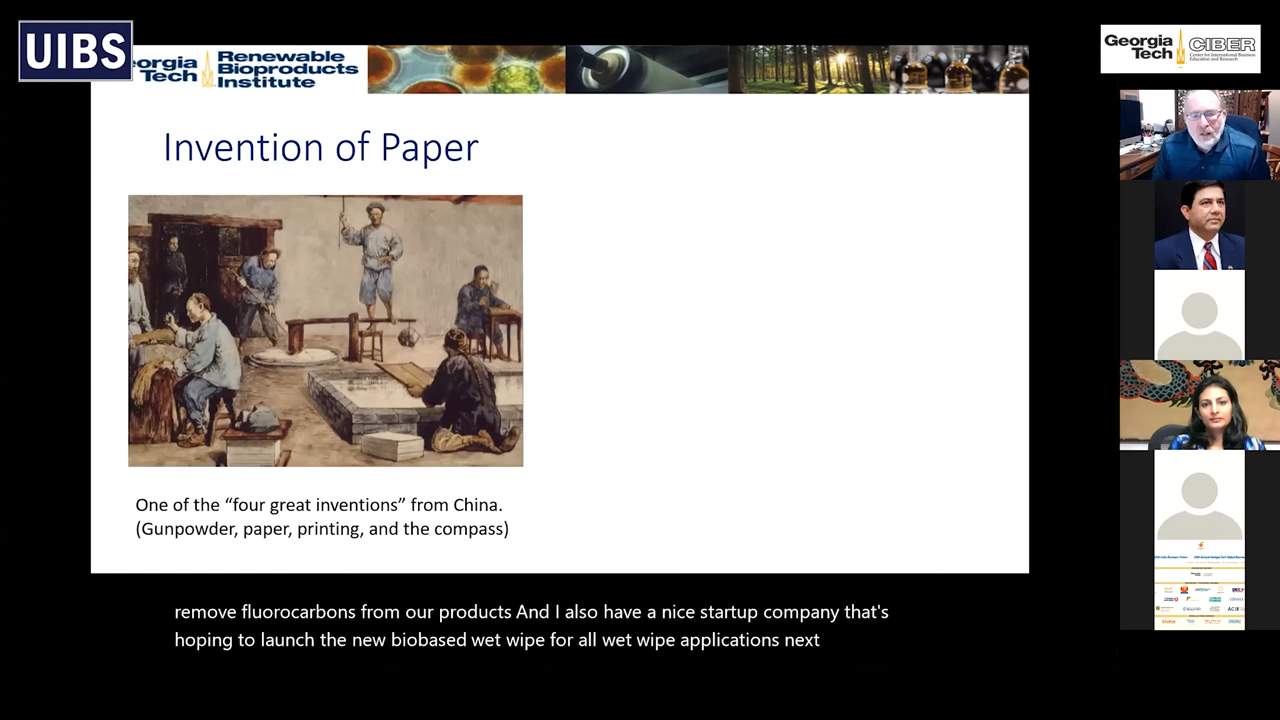 UIBS
eorgia
Tech
Renewable
Bioproducts
Institute
Georgia
Tech
CIBER
Center for International Business
Education and Research
Invention of Paper
One of the “four great inventions” from China.
(Gunpowder, paper, printing, and the compass)
remove fluorocarbons from our products And I also have a nice startup company that's
hoping to launch the new biobased wet wipe for all wet wipe applications next